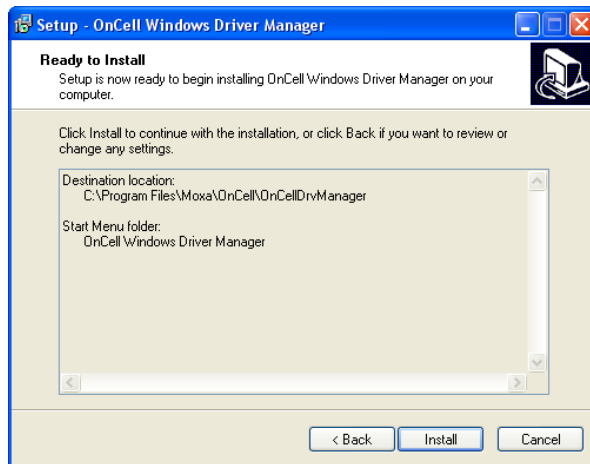 Setup - OnCell Windows Driver Manager
Ready to Install
Setup is now ready to begin installing OnCell Windows Driver Manager on your
computer.
Click Install to continue with the installation, or click Back if you want to review or
change any settings.
Destination location:
C:\Program Files\Moxa\OnCell\OnCellDrvManager
Start Menu folder:
OnCell Windows Driver Manager
< Back
Install
Cancel